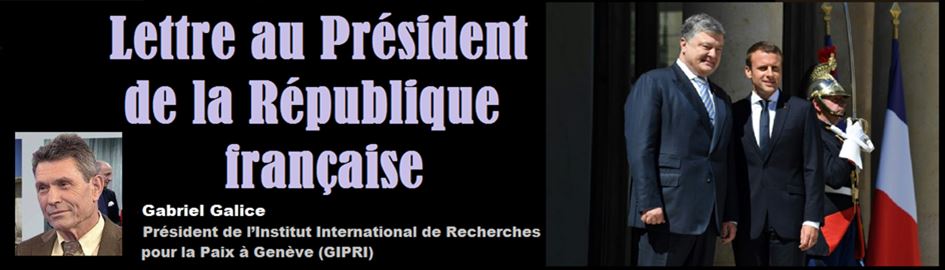 Lettre au Président
de la République
française
Gabriel Galice
Président de l’Institut International de Recherches
pour la Paix à Genève (GIPRI)